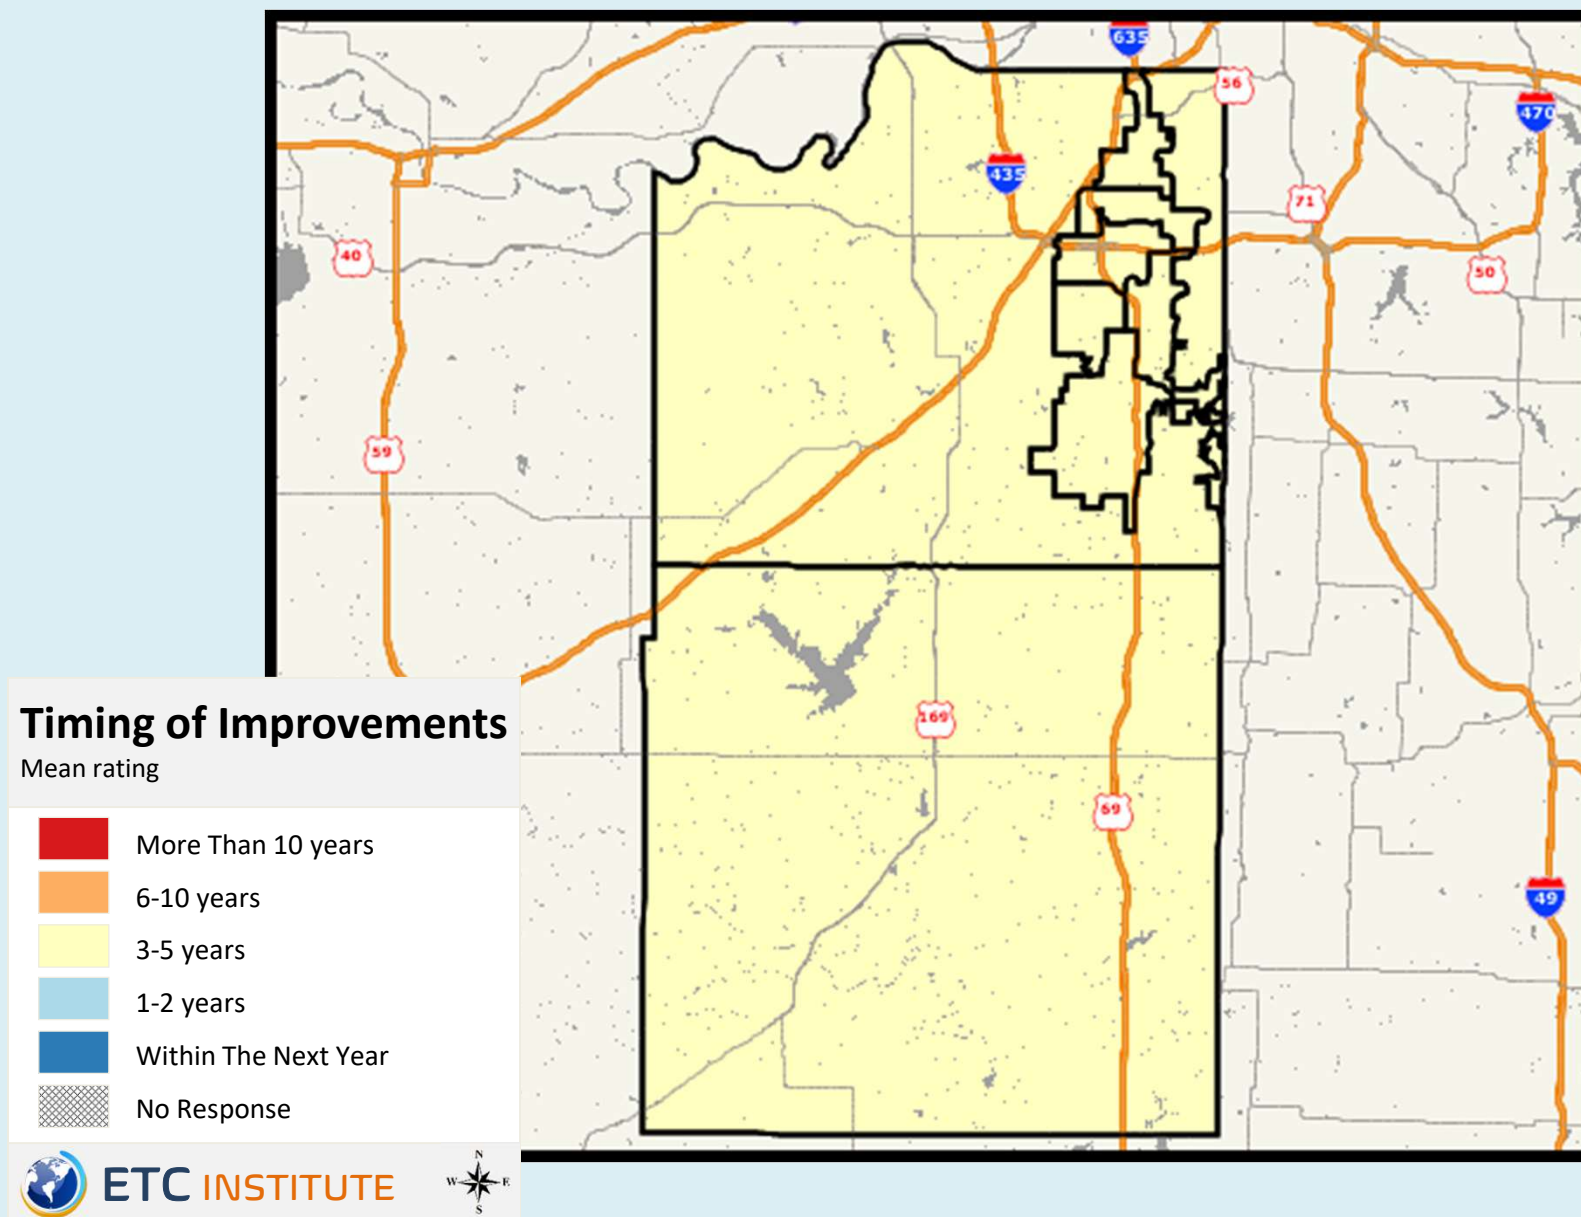 635
56
470
435
71
40
50
59
169
69
49
Timing of Improvements
Mean rating
More Than 10 years
6-10 years
3-5 years
1-2 years
Within The Next Year
No Response
ETC INSTITUTE
N
W E
S